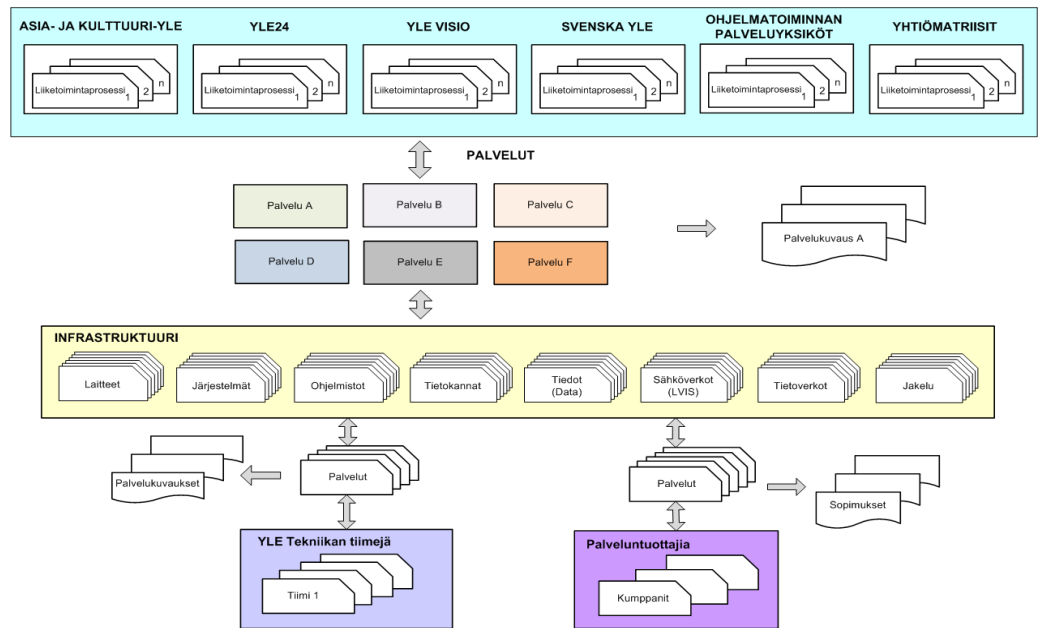 ASIA- JA KULTTUURI-YLE
YLE24
YLE VISIO
SVENSKA YLE
OHJELMATOIMINNAN
PALVELUYKSIKÖT
YHTIÖMATRIISIT
Liiketoimintaprosessi 1 2 n
Liiketoimintaprosessi 1 2 n
Liiketoimintaprosessi 1 2 n
Liiketoimintaprosessi 1 2 n
Liiketoimintaprosessi 1 2 n
Liiketoimintaprosessi 1 2 n
PALVELUT
Palvelu A
Palvelu B
Palvelu C
Palvelu D
Palvelu E
Palvelu F
Palvelukuvaus A
INFRASTRUKTUURI
Laitteet
Järjestelmät
Ohjelmistot
Tietokannat
Tiedot
(Data)
Sähköverkot
(LVIS)
Tietoverkot
Jakelu
Palvelukuvaukset
Palvelut
Palvelut
Sopimukset
YLE Tekniikan tiimejä
Tiimi 1
Palveluntuottajia
Kumppanit